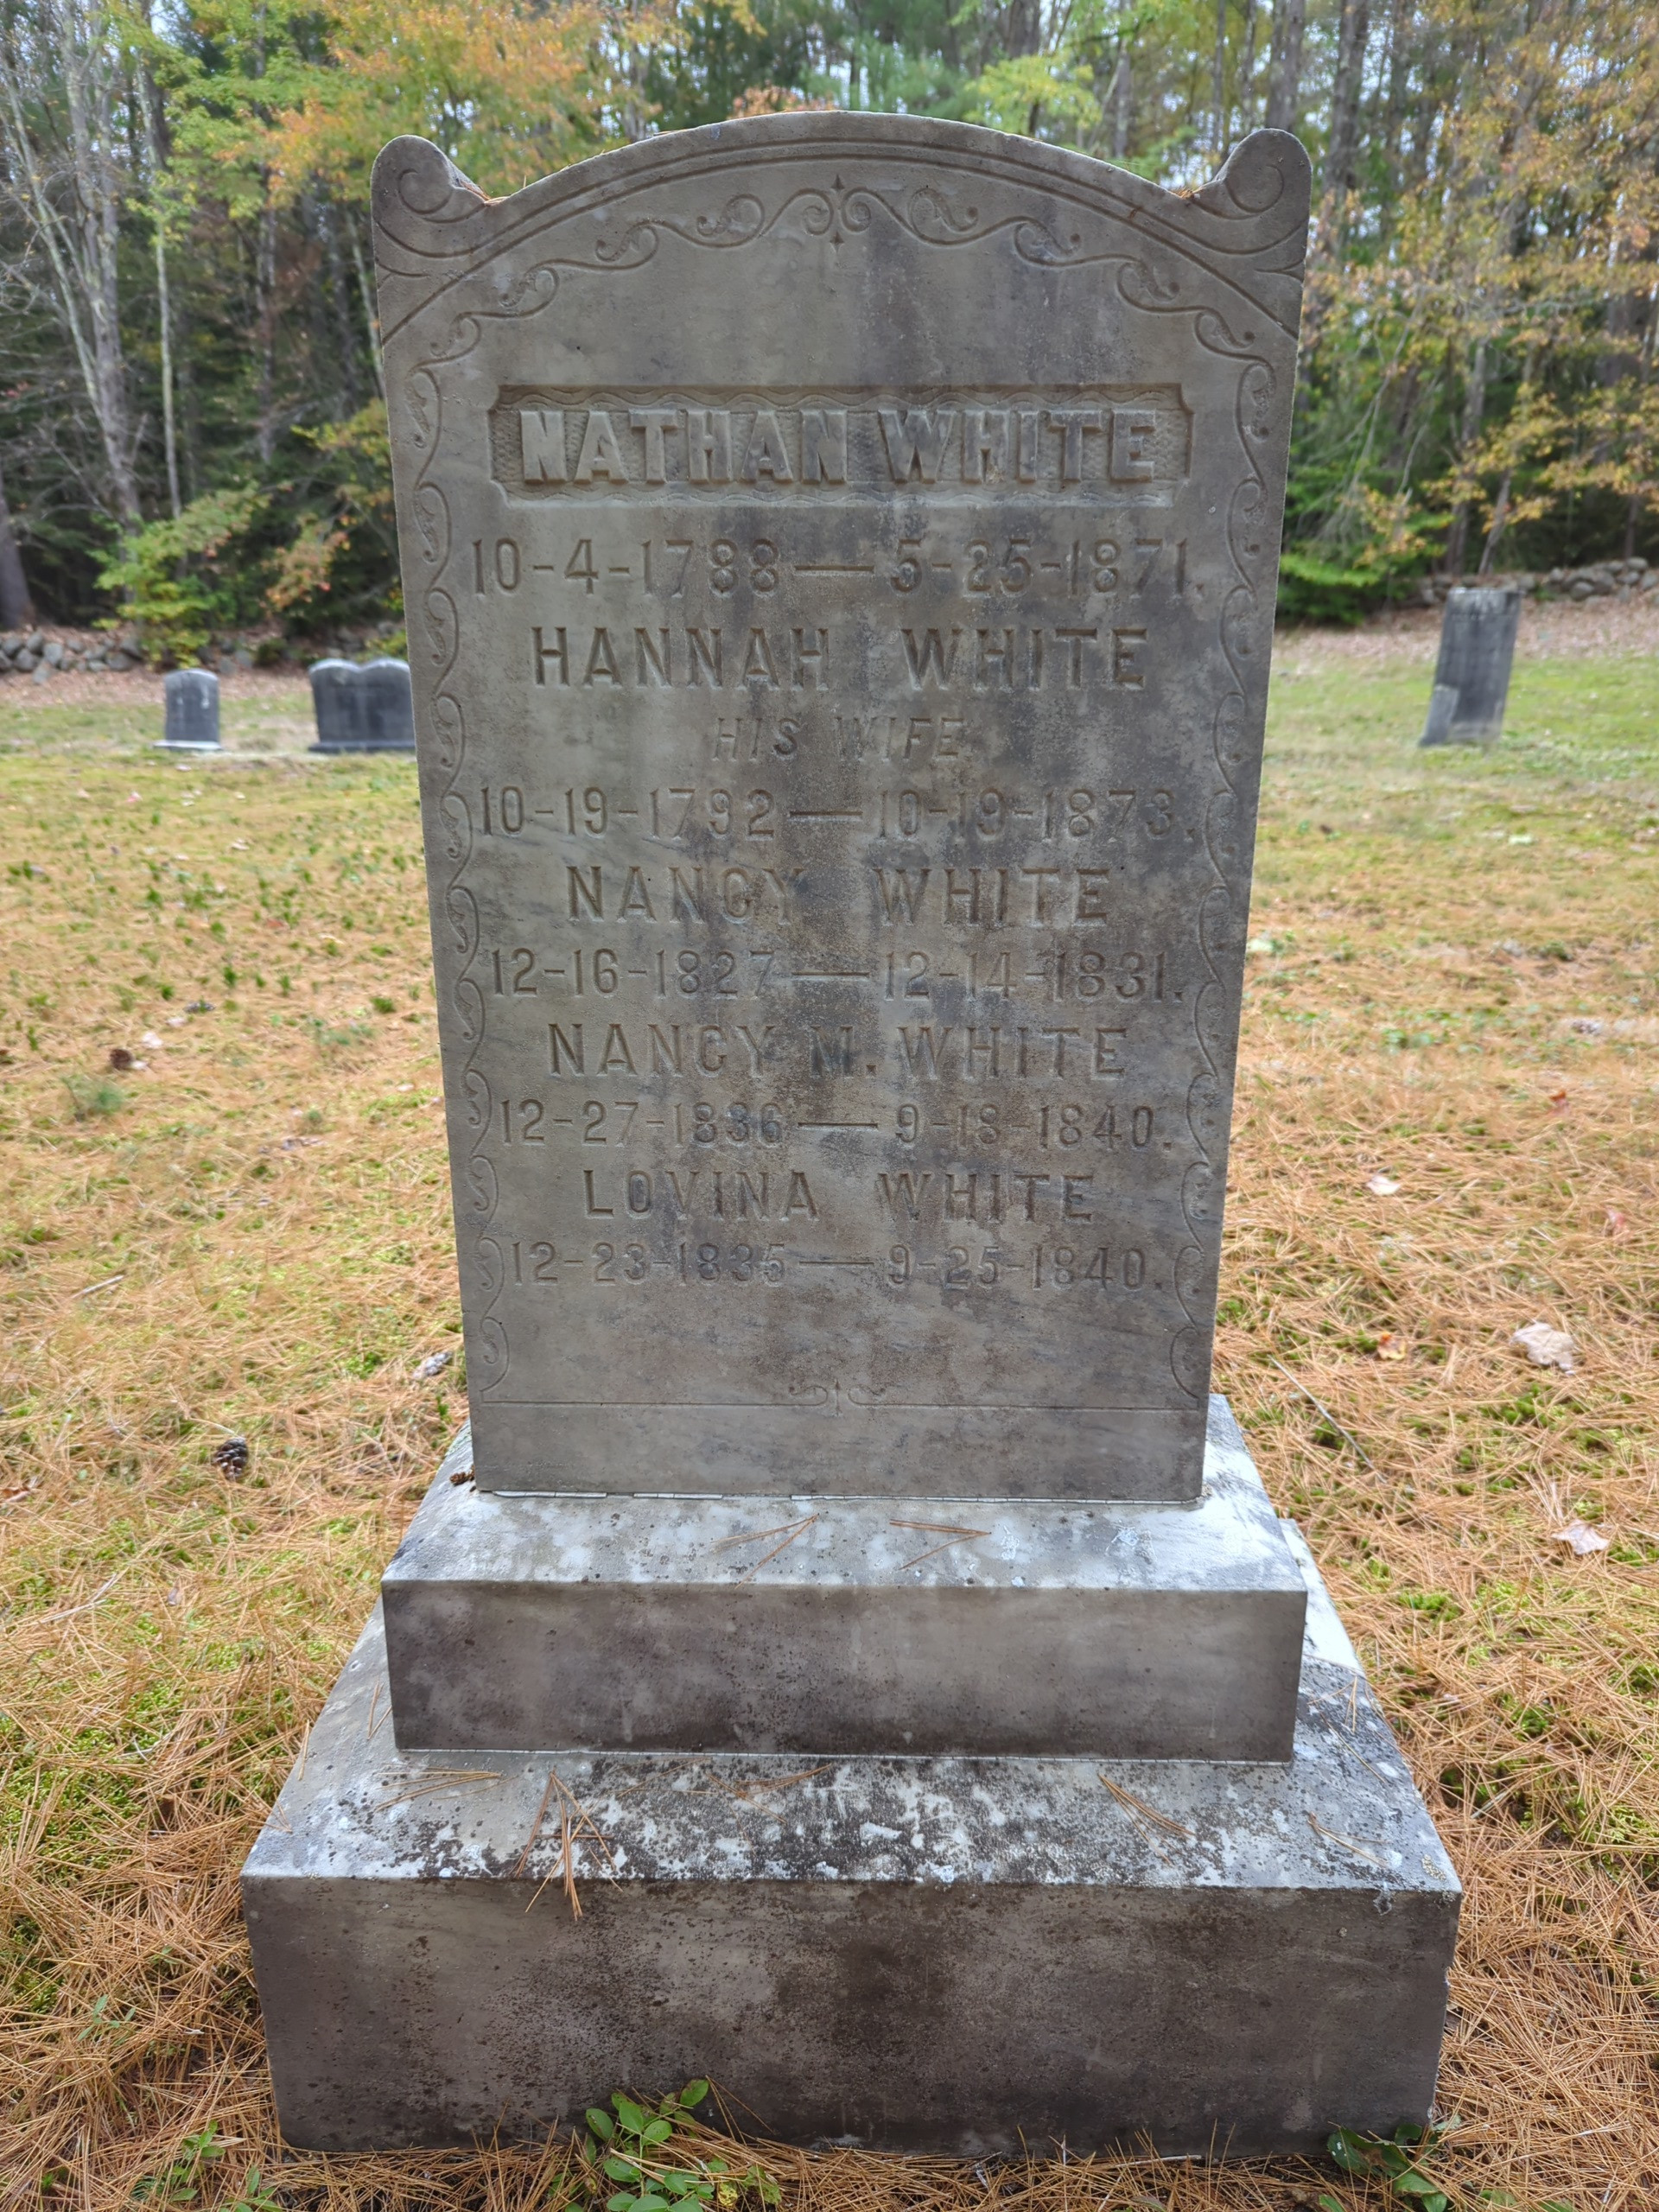 NATHAN WHITE
10-4-1788—5-25-1871.
HANNAH WHITE
HIS WIFE
10-19-1792—10-19-1873.
NANCY WHITE
12-16-1827—12-14-1831.
NANCY M. WHITE
12-27-1836—9-18-1840.
LOVINA WHITE
12-23-1835—9-25-1840.